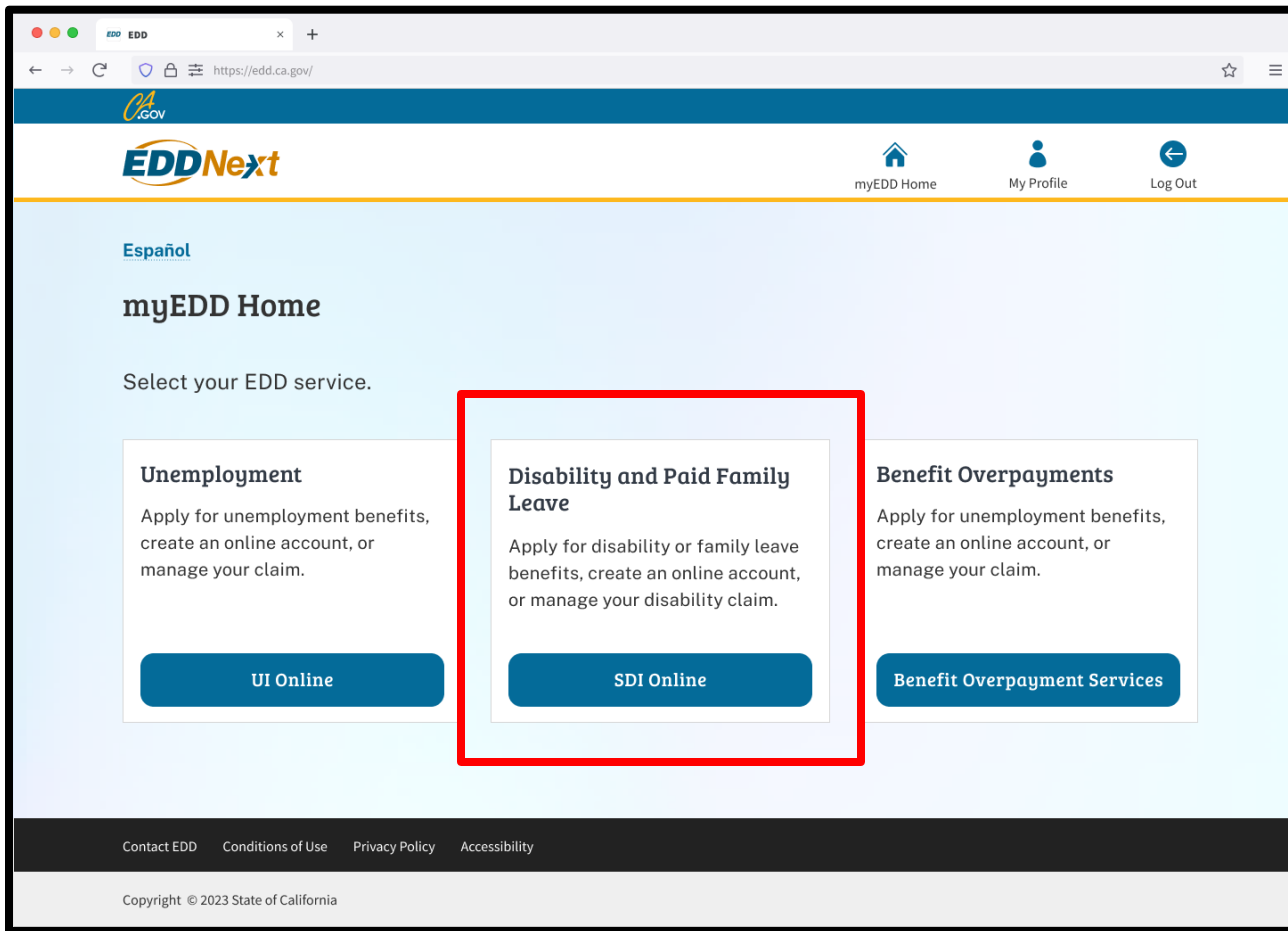 EDD EDD × +
https://edd.ca.gov/
CA.GOV
EDDNext
myEDD Home
My Profile
Log Out
Español
myEDD Home
Select your EDD service.
Unemployment
Apply for unemployment benefits,
create an online account, or
manage your claim.
UI Online
Disability and Paid Family
Leave
Apply for disability or family leave
benefits, create an online account,
or manage your disability claim.
SDI Online
Benefit Overpayments
Apply for unemployment benefits,
create an online account, or
manage your claim.
Benefit Overpayment Services
Contact EDD Conditions of Use Privacy Policy Accessibility
Copyright © 2023 State of California